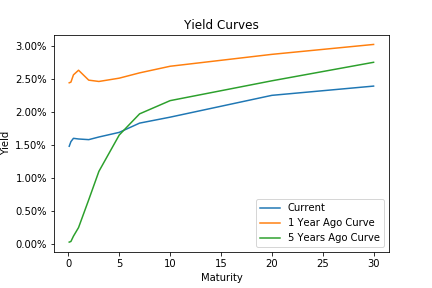 Yield Curves
3.00%
2.50%
2.00%
1.50%
1.00%
0.50%
0.00%
Yield
0
5
10
15
20
25
30
Maturity
Current
1 Year Ago Curve
5 Years Ago Curve